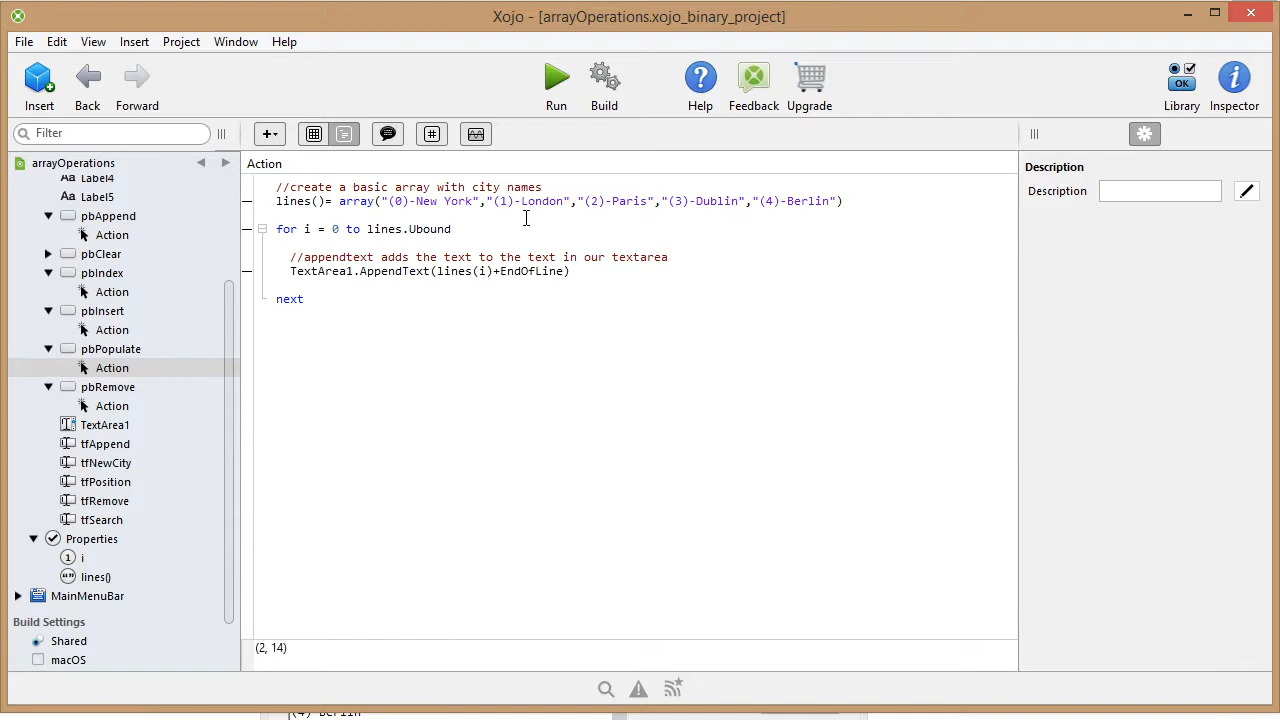 Xojo - [arrayOperations.xojo_binary_project]
File Edit View Insert Project Window Help
Insert Back Forward Run Build Help Feedback Upgrade OK Library Inspector
Filter
arrayOperations
Label4
Label5
pbAppend
Action
pbClear
pbIndex
Action
pbInsert
Action
pbPopulate
Action
pbRemove
Action
TextArea1
tfAppend
tfNewCity
tfPosition
tfRemove
tfSearch
Properties
i
lines()
MainMenuBar
Build Settings
Shared
macOS
Action
//create a basic array with city names
lines()= array("(0)-New York","(1)-London","(2)-Paris","(3)-Dublin","(4)-Berlin")
for i = 0 to lines.Ubound
//appendtext adds the text to the text in our textarea
TextArea1.AppendText(lines(i)+EndOfLine)
next
(2, 14)
Description
Description
(4)-Berlin